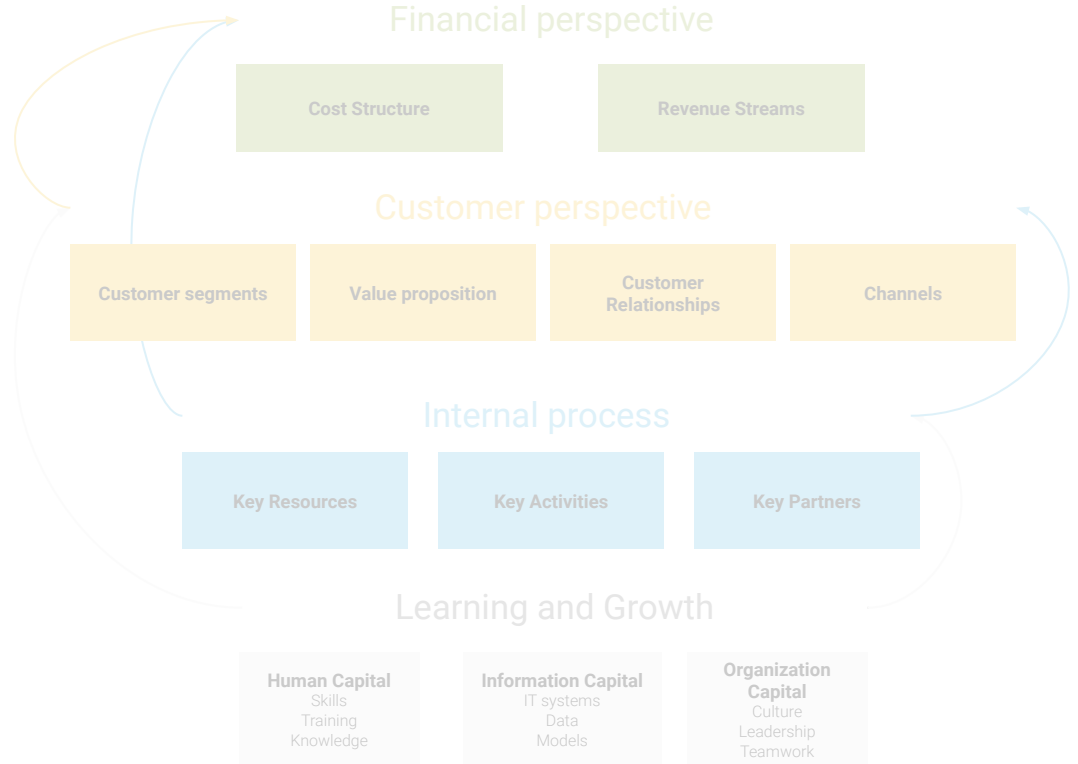 Financial perspective
Cost Structure
Revenue Streams
Customer perspective
Customer segments
Value proposition
Customer
Relationships
Channels
Internal process
Key Resources
Key Activities
Key Partners
Learning and Growth
Human Capital
Skills
Training
Knowledge
Information Capital
IT systems
Data
Models
Organization
Capital
Culture
Leadership
Teamwork